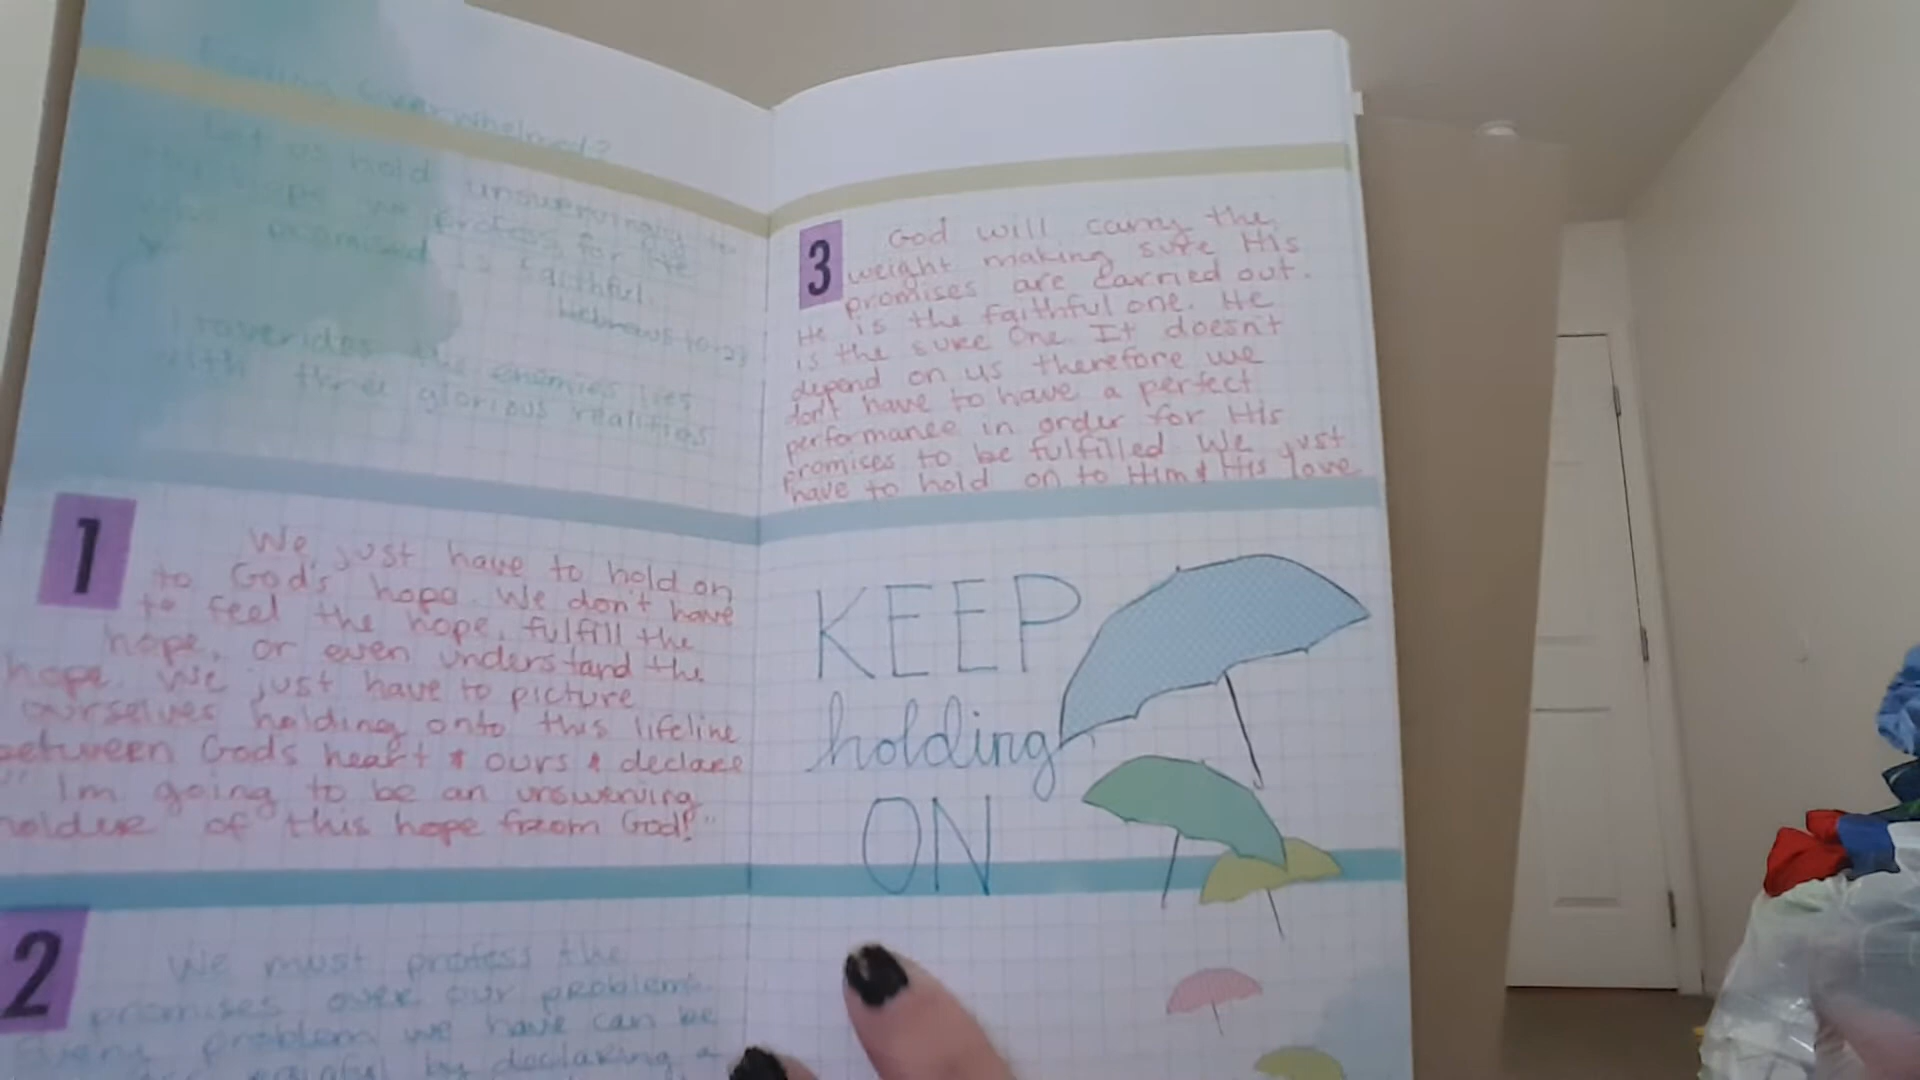 Feeling Overwhelmed?
Let us hold unswervingly to
hope we profess for He
who promised is faithful.
Hebrews 10:23
overrides the enemies lies
with three glorious realities
1
We just have to hold on
to God's hope. We don't have
to feel the hope, fulfill the
hope, or even understand the
hope. We just have to picture
ourselves holding onto this lifeline
between Gods heart & ours & declare
"Im going to be an unswerving
holder" of "this hope from God!"
2
We must profess the
promises over our problems.
Every problem we have can be
by declaring a
3
God will carry the
weight making sure His
promises are carried out.
He is the faithful one. He
is the sure One. It doesn't
depend on us therefore we
don't have to have a perfect
performance in order for His
promises to be fulfilled. We just
have to hold on to Him & His love
KEEP
holding
ON